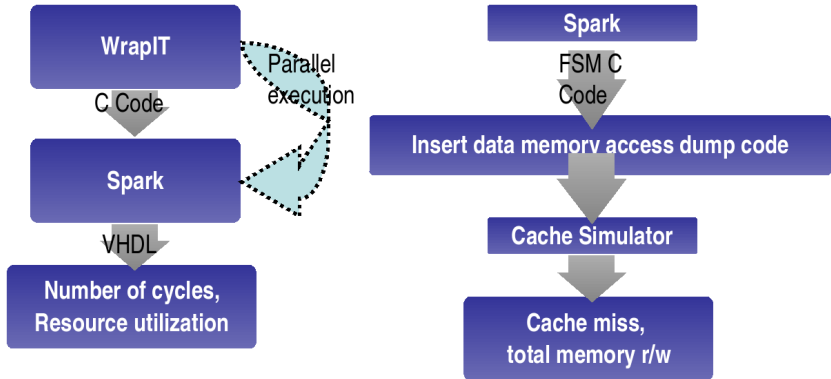 WrapIT
Parallel
execution
C Code
Spark
VHDL
Number of cycles,
Resource utilization
Spark
FSM C
Code
Insert data memory access dump code
Cache Simulator
Cache miss,
total memory r/w